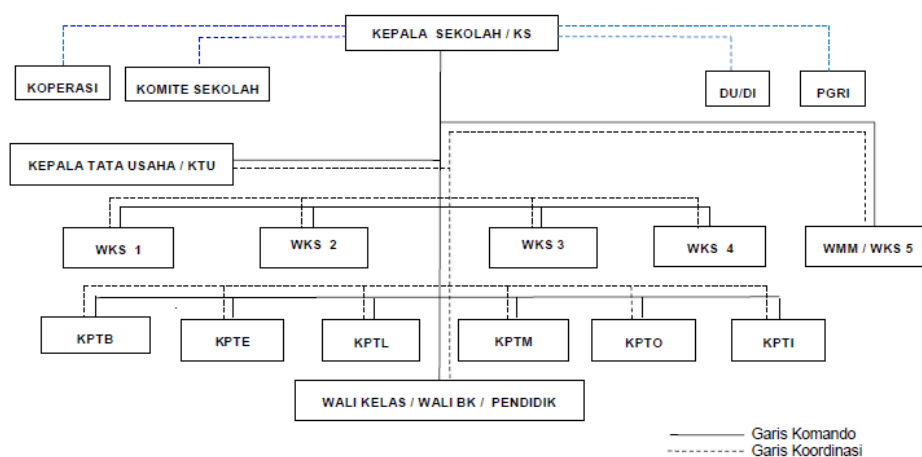 KEPALA SEKOLAH / KS
KOPERASI
KOMITE SEKOLAH
DU/DI
PGRI
KEPALA TATA USAHA / KTU
WKS 1
WKS 2
WKS 3
WKS 4
WMM / WKS 5
KPTB
KPTE
KPTL
KPTM
KPTO
KPTI
WALI KELAS / WALI BK / PENDIDIK
Garis Komando
Garis Koordinasi